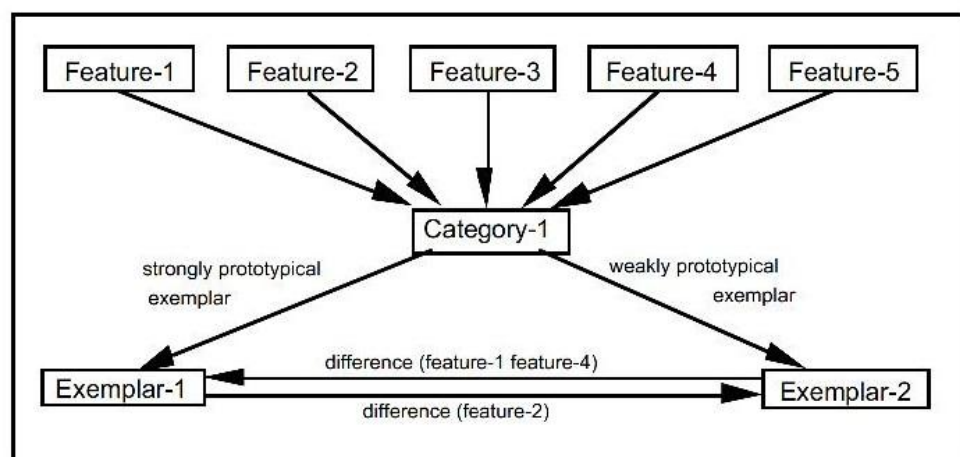 Feature-1
Feature-2
Feature-3
Feature-4
Feature-5
Category-1
strongly prototypical
exemplar
weakly prototypical
exemplar
difference (feature-1 feature-4)
Exemplar-1
Exemplar-2
difference (feature-2)